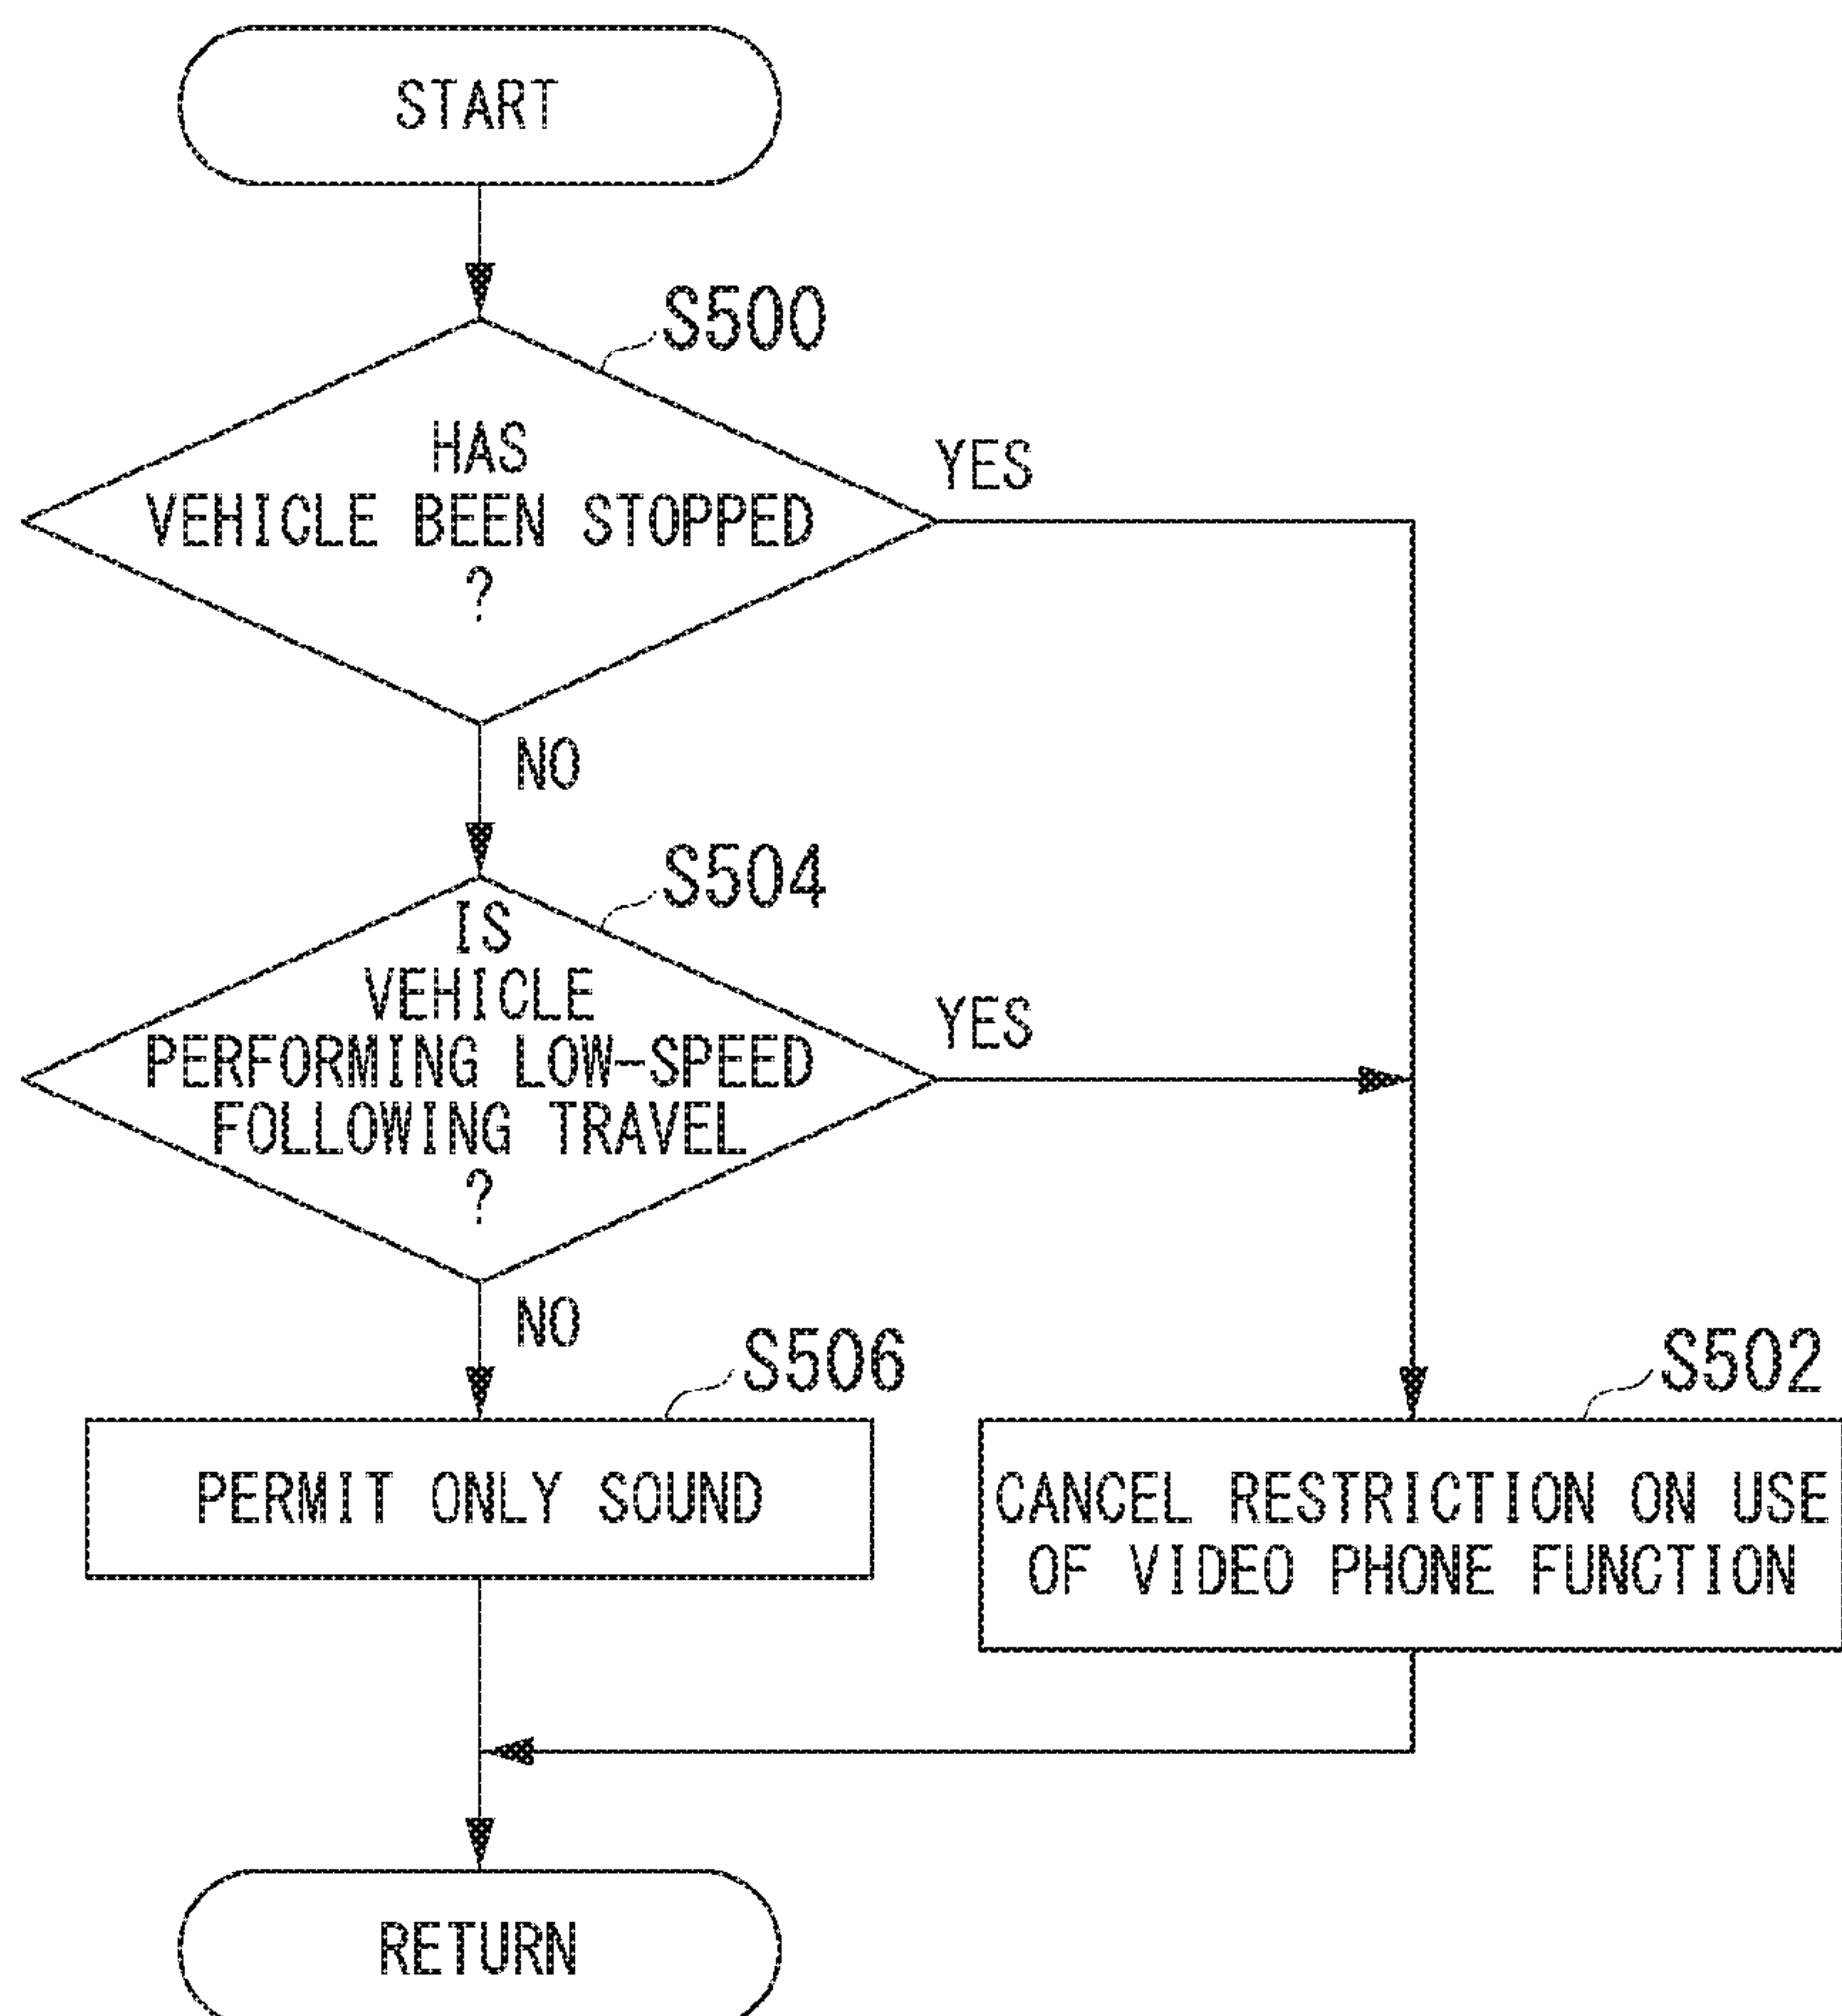 START
S500
HAS
VEHICLE BEEN STOPPED
?
YES
NO
S504
IS
VEHICLE
PERFORMING LOW-SPEED
FOLLOWING TRAVEL
?
YES
NO
S506
PERMIT ONLY SOUND
S502
CANCEL RESTRICTION ON USE
OF VIDEO PHONE FUNCTION
RETURN